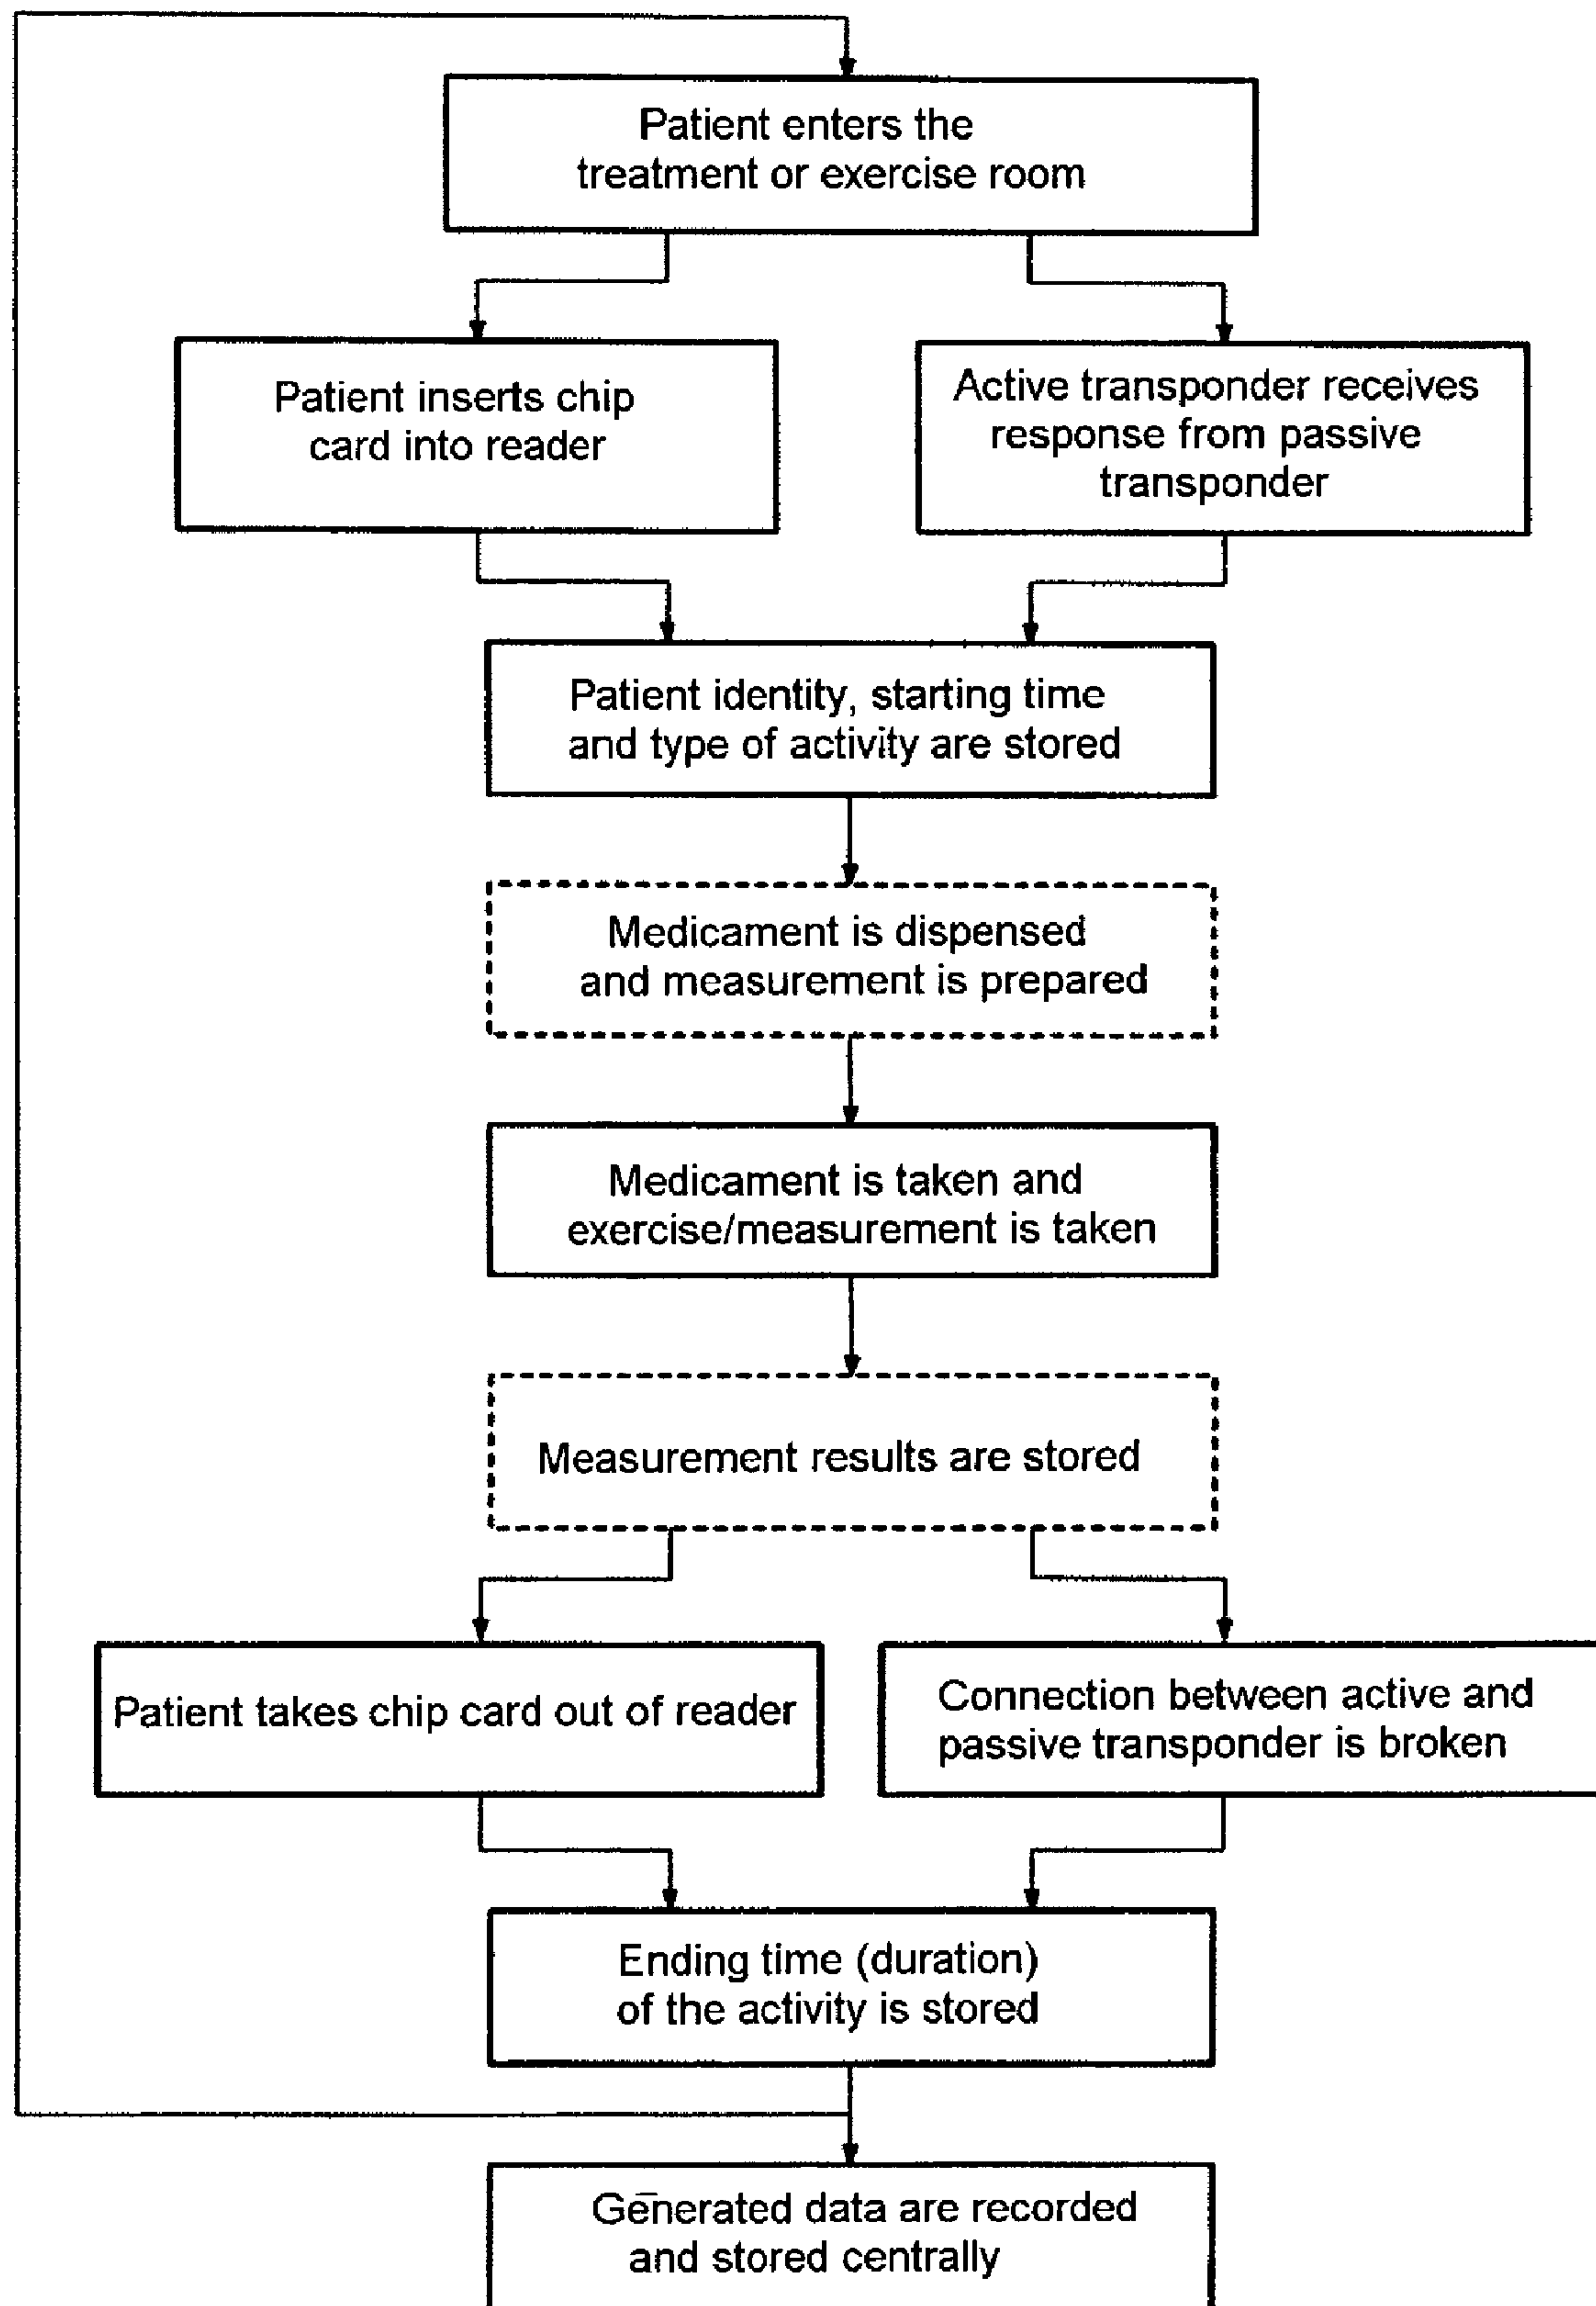 Patient enters the
treatment or exercise room
Patient inserts chip
card into reader
Active transponder receives
response from passive
transponder
Patient identity, starting time
and type of activity are stored
Medicament is dispensed
and measurement is prepared
Medicament is taken and
exercise/measurement is taken
Measurement results are stored
Patient takes chip card out of reader
Connection between active and
passive transponder is broken
Ending time (duration)
of the activity is stored
Generated data are recorded
and stored centrally